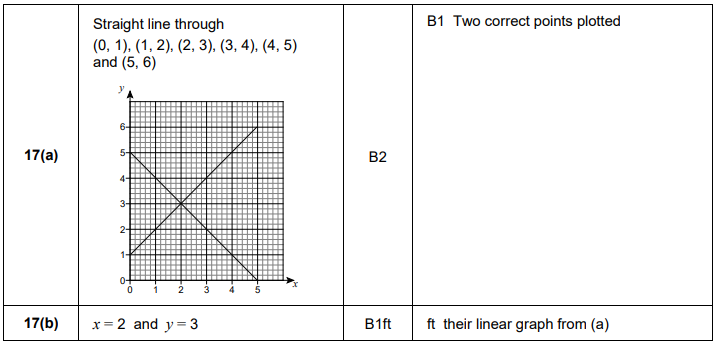 Straight line through
(0, 1), (1, 2), (2, 3), (3, 4), (4, 5)
and (5, 6)
B1 Two correct points plotted
y
6
5
4
3
2
1
0
0 1 2 3 4 5 x
17(a)
B2
17(b) x = 2 and y = 3 B1ft ft their linear graph from (a)